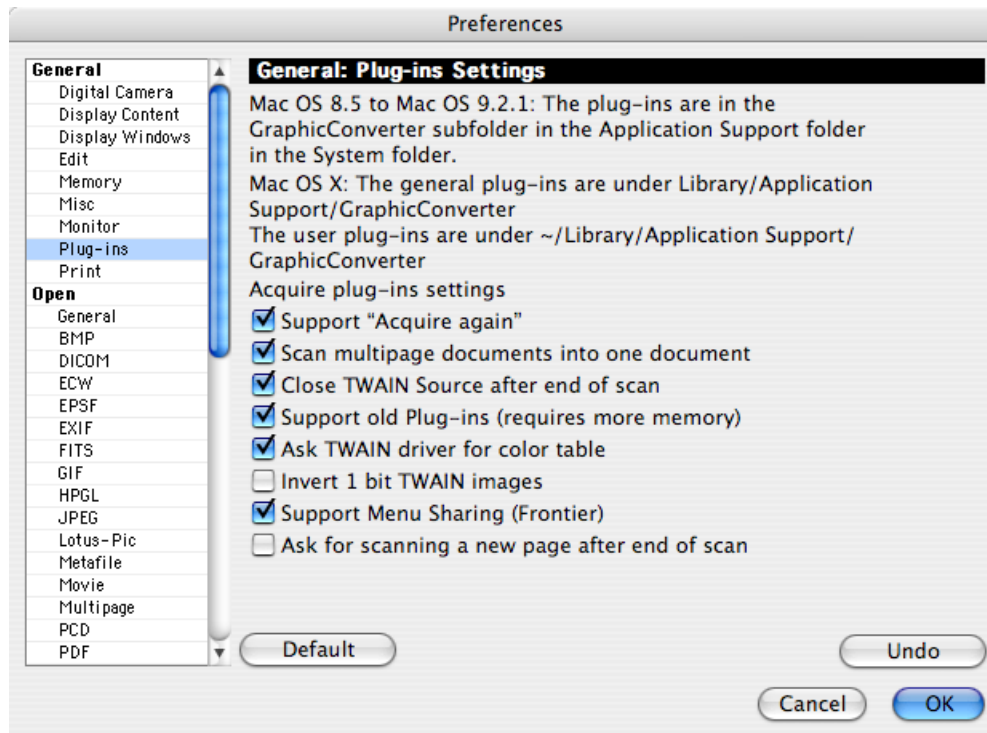 Preferences
General
Digital Camera
Display Content
Display Windows
Edit
Memory
Misc
Monitor
Plug-ins
Print
Open
General
BMP
DICOM
ECW
EPSF
EXIF
FITS
GIF
HPGL
JPEG
Lotus-Pic
Metafile
Movie
Multipage
PCD
PDF
General: Plug-ins Settings
Mac OS 8.5 to Mac OS 9.2.1: The plug-ins are in the
GraphicConverter subfolder in the Application Support folder
in the System folder.
Mac OS X: The general plug-ins are under Library/Application
Support/GraphicConverter
The user plug-ins are under ~/Library/Application Support/
GraphicConverter
Acquire plug-ins settings
Support “Acquire again”
Scan multipage documents into one document
Close TWAIN Source after end of scan
Support old Plug-ins (requires more memory)
Ask TWAIN driver for color table
Invert 1 bit TWAIN images
Support Menu Sharing (Frontier)
Ask for scanning a new page after end of scan
Default
Undo
Cancel
OK